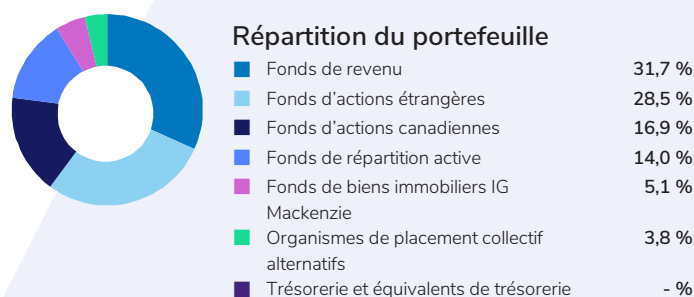 Répartition du portefeuille
Fonds de revenu 31,7 %
Fonds d’actions étrangères 28,5 %
Fonds d’actions canadiennes 16,9 %
Fonds de répartition active 14,0 %
Fonds de biens immobiliers IG 5,1 %
Mackenzie
Organismes de placement collectif 3,8 %
alternatifs
Trésorerie et équivalents de trésorerie - %